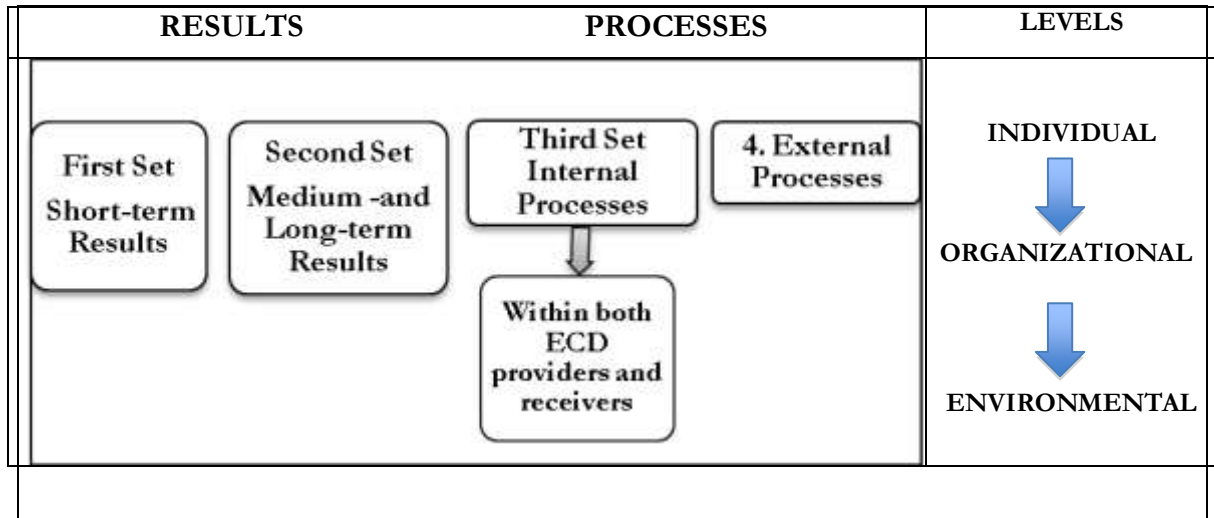 RESULTS
PROCESSES
LEVELS
First Set
Short-term
Results
Second Set
Medium -and
Long-term
Results
Third Set
Internal
Processes
4. External
Processes
Within both
ECD
providers and
receivers
INDIVIDUAL
ORGANIZATIONAL
ENVIRONMENTAL